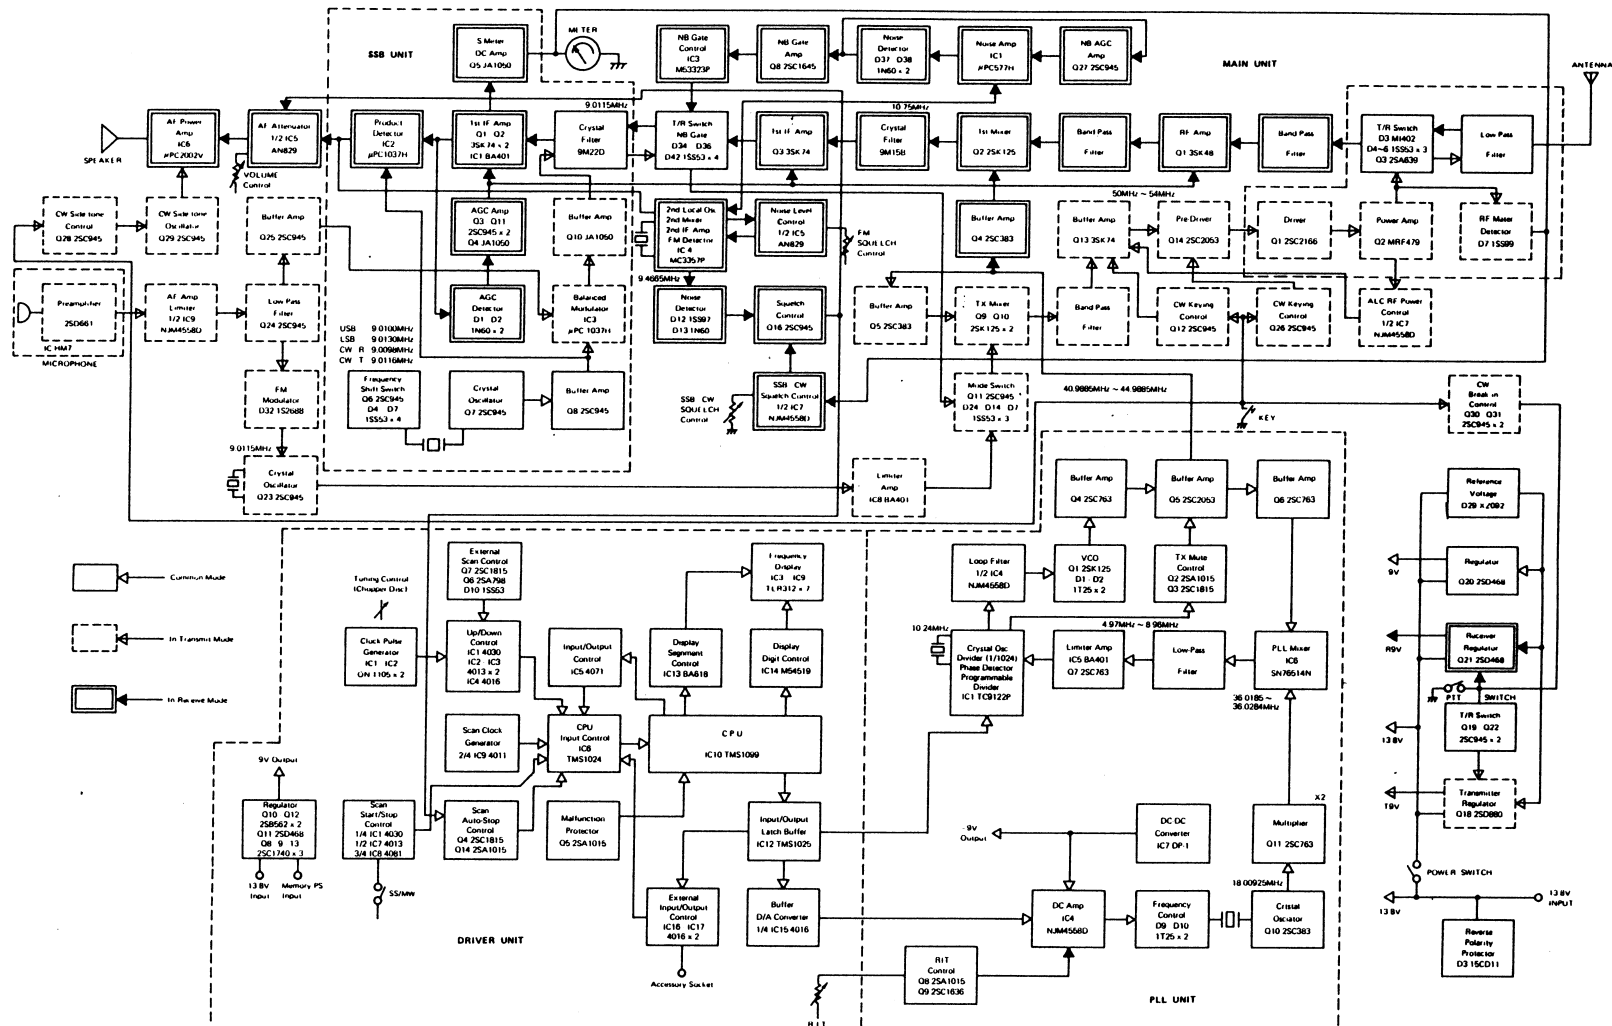 SSB UNIT
S Meter
DC Amp
Q5 JA1050
METER
NB Gate
Control
IC3
M53323P
NB Gate
Amp
Q8 2SC1645
Noise
Detector
D37 D38
1N60 x 2
Noise Amp
IC1
μPC577H
NB AGC
Amp
Q27 2SC945
MAIN UNIT
ANTENNA
SPEAKER
AF Power
Amp
IC6
μPC2002V
AF Attenuator
1/2 IC5
AN829
VOLUME
Control
Product
Detector
IC2
μPC1037H
1st IF Amp
Q1 Q2
3SK74 x 2
IC1 BA401
9.0115MHz
Crystal
Filter
9M22D
T/R Switch
NB Gate
D34 D36
D42 1SS53 x 4
1st IF Amp
Q3 3SK74
Crystal
Filter
9M15B
10.75MHz
1st Mixer
Q2 2SK125
Band Pass
Filter
RF Amp
Q1 3SK48
Band Pass
Filter
T/R Switch
D3 MI402
D4~6 1SS53 x 3
Q3 2SA639
Low Pass
Filter
50MHz ~ 54MHz
CW Side tone
Control
Q28 2SC945
CW Side tone
Oscillator
Q29 2SC945
Buffer Amp
Q25 2SC945
AGC Amp
Q3 Q11
2SC945 x 2
Q4 JA1050
Buffer Amp
Q10 JA1050
2nd Local Osc
2nd Mixer
2nd IF Amp
FM Detector
IC 4
MC3357P
Noise Level
Control
1/2 IC5
AN829
FM
SQUELCH
Control
Buffer Amp
Q4 2SC383
Buffer Amp
Q13 3SK74
Pre-Driver
Q14 2SC2053
Driver
Q1 2SC2166
Power Amp
Q2 MRF479
RF Meter
Detector
D7 1SS99
Preamplifier
2SD661
IC HM7
MICROPHONE
AF Amp
Limiter
1/2 IC9
NJM4558D
Low Pass
Filter
Q24 2SC945
AGC
Detector
D1 D2
1N60 x 2
Balanced
Modulator
IC3
μPC 1037H
9.4665MHz
Noise
Detector
D12 1SS97
D13 1N60
Squelch
Control
Q16 2SC945
Buffer Amp
Q5 2SC383
TX Mixer
Q9 Q10
2SK125 x 2
Band Pass
Filter
CW Keying
Control
Q12 2SC945
CW Keying
Control
Q26 2SC945
ALC RF Power
Control
1/2 IC7
NJM4558D
USB 9.0100MHz
LSB 9.0130MHz
CW R 9.0098MHz
CW T 9.0116MHz
FM
Modulator
D32 1S2688
Frequency
Shift Switch
Q6 2SC945
D4 D7
1SS53 x 4
Crystal
Oscillator
Q7 2SC945
Buffer Amp
Q8 2SC945
SSB CW
SQUELCH
Control
SSB CW
Squelch Control
1/2 IC7
NJM4558D
Mode Switch
Q11 2SC945
D24 D14 D7
1SS53 x 3
40.9885MHz ~ 44.9885MHz
KEY
CW
Break in
Control
Q30 Q31
2SC945 x 2
9.0115MHz
Crystal
Oscillator
Q23 2SC945
Limiter
Amp
IC8 BA401
Buffer Amp
Q4 2SC763
Buffer Amp
Q5 2SC2053
Buffer Amp
Q6 2SC763
Reference
Voltage
External
Scan Control
Q7 2SC1815
Q6 2SA798
D10 1SS53
Frequency
Display
IC3 IC9
Loop Filter
1/2 IC4
NJM4558D
VCO
Q1 2SK125
D1 - D2
1T25 x 2
TX Mute
Control
Q2 2SA1015
Q3 2SC1815
9V
Regulator
Q20 2SD468
Common Mode
In Transmit Mode
In Receive Mode
Tuning Control
(Chopper Disc)
Clock Pulse
Generator
IC1 IC2
ON 1105 x 2
Up/Down
Control
IC1 4030
IC2 - IC3
4013 x 2
IC4 4016
Input/Output
Control
IC5 4071
Display
Segment
Control
IC13 BA618
Display
Digit Control
IC14 M54519
10.24MHz
Crystal Osc
Divider (1/1024)
Phase Detector
Programmable
Divider
IC1 TC9122P
4.97MHz ~ 8.96MHz
Limiter Amp
IC5 BA401
Q7 2SC763
Low-Pass
Filter
PLL Mixer
IC6
SN76514N
36.0185 ~
36.0284MHz
R9V
Receiver
Regulator
Q21 2SD468
PTT
SWITCH
T/R Switch
Q19 Q22
2SC945 x 2
13 8V
Scan Clock
Generator
2/4 IC9 4011
CPU
Input Control
IC6
TMS1024
C P U
IC10 TMS1099
T9V
Transmitter
Regulator
Q18 2SD880
9V Output
Regulator
Q10 Q12
2SB562 x 2
Q11 2SD468
Q8 9 13
2SC1740 x 3
13 8V
Input
Memory PS
Input
Scan
Start/Stop
Control
1/4 IC1 4030
1/2 IC7 4013
3/4 IC8 4081
SS/MW
Scan
Auto-Stop
Control
Q4 2SC1815
Q14 2SA1015
Malfunction
Protector
Q5 2SA1015
Input/Output
Latch Buffer
IC12 TMS1025
-9V
Output
DC-DC
Converter
IC7 DP-1
X2
Multiplier
Q11 2SC763
18.00925MHz
POWER SWITCH
13 8V
13 8V
INPUT
External
Input/Output
Control
IC16 IC17
4016 x 2
Accessory Socket
Buffer
D/A Converter
1/4 IC15 4016
DC Amp
IC4
NJM4558D
Frequency
Control
D9 D10
1T25 x 2
Cristal
Osciator
Q10 2SC383
Reverse
Polarity
Protector
D3 15CD11
DRIVER UNIT
RIT
Control
Q8 2SA1015
Q9 2SC1636
R.I.T
PLL UNIT